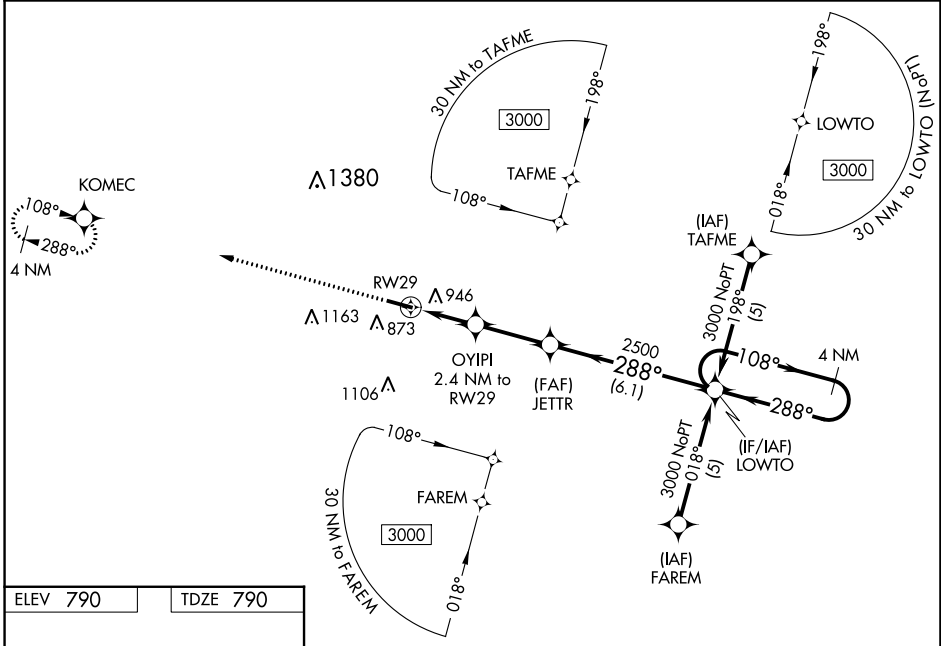 30 NM to TAFME
3000
198°
TAFME
108°
198°
LOWTO
3000
018°
30 NM to LOWTO (NoPT)
1380
KOMEC
108°
288°
4 NM
(IAF)
TAFME
3000 NoPT
198°
(5)
RW29
946
1163
873
OYIPI
2.4 NM to
RW29
(FAF)
JETTR
2500
288°
(6.1)
108°
4 NM
288°
(IF/IAF)
LOWTO
1106
3000 NoPT
018°
(5)
(IAF)
FAREM
108°
FAREM
3000
30 NM to FAREM
018°
ELEV 790
TDZE 790